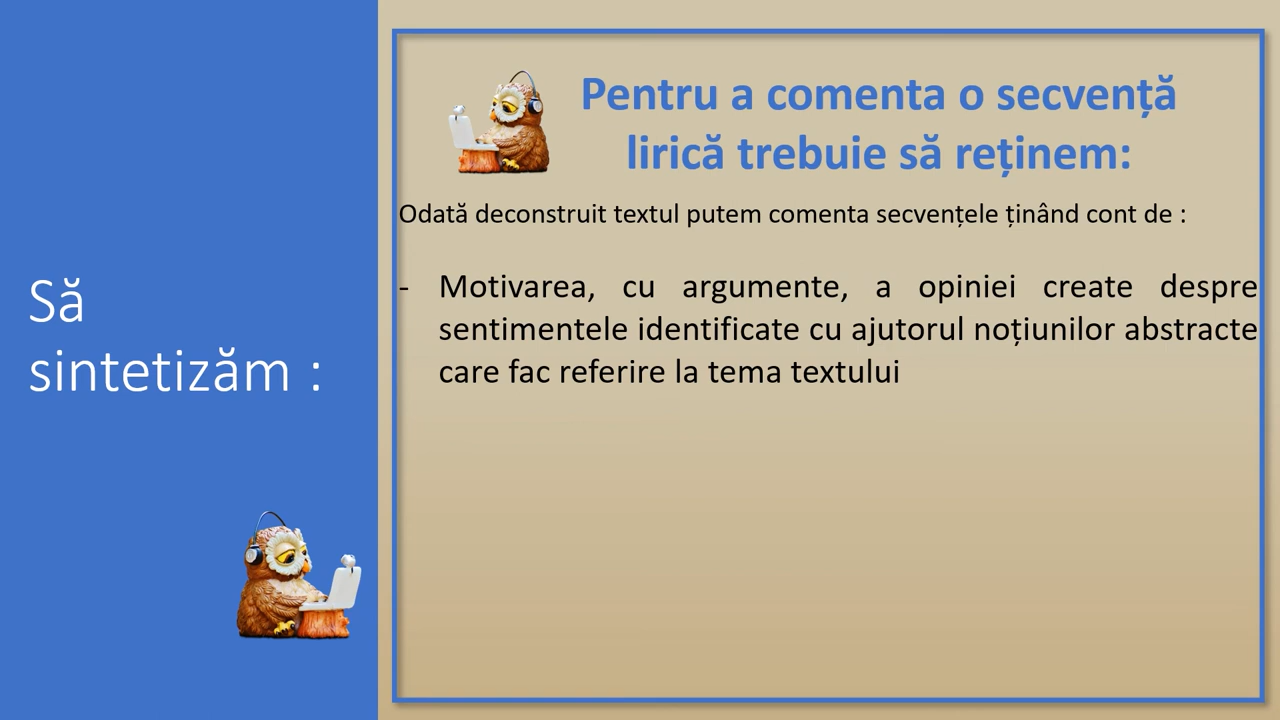 Să
sintetizăm :
Pentru a comenta o secvență
lirică trebuie să reținem:
Odată deconstruit textul putem comenta secvențele ținând cont de :
- Motivarea, cu argumente, a opiniei create despre
sentimentele identificate cu ajutorul noțiunilor abstracte
care fac referire la tema textului